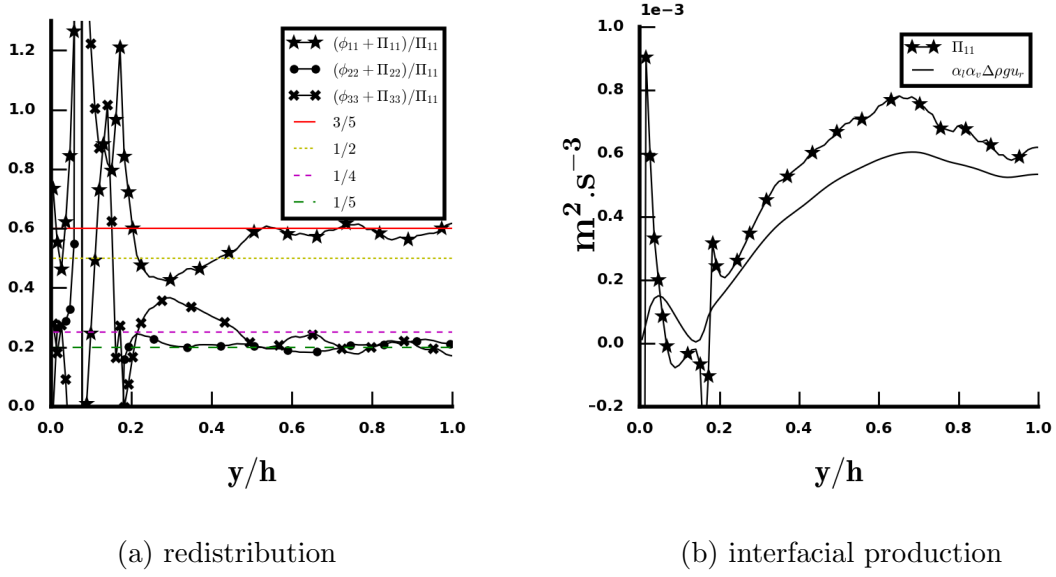 1e−3
(ϕ₁₁ + Π₁₁)/Π₁₁
(ϕ₂₂ + Π₂₂)/Π₁₁
(ϕ₃₃ + Π₃₃)/Π₁₁
3/5
1/2
1/4
1/5
1.2
1.0
0.8
0.6
0.4
0.2
0.0
0.0 0.2 0.4 0.6 0.8 1.0
y/h
(a) redistribution
Π₁₁
αₗαᵥΔρguᵣ
m².s⁻³
1.0
0.8
0.6
0.4
0.2
0.0
−0.2
0.0 0.2 0.4 0.6 0.8 1.0
y/h
(b) interfacial production